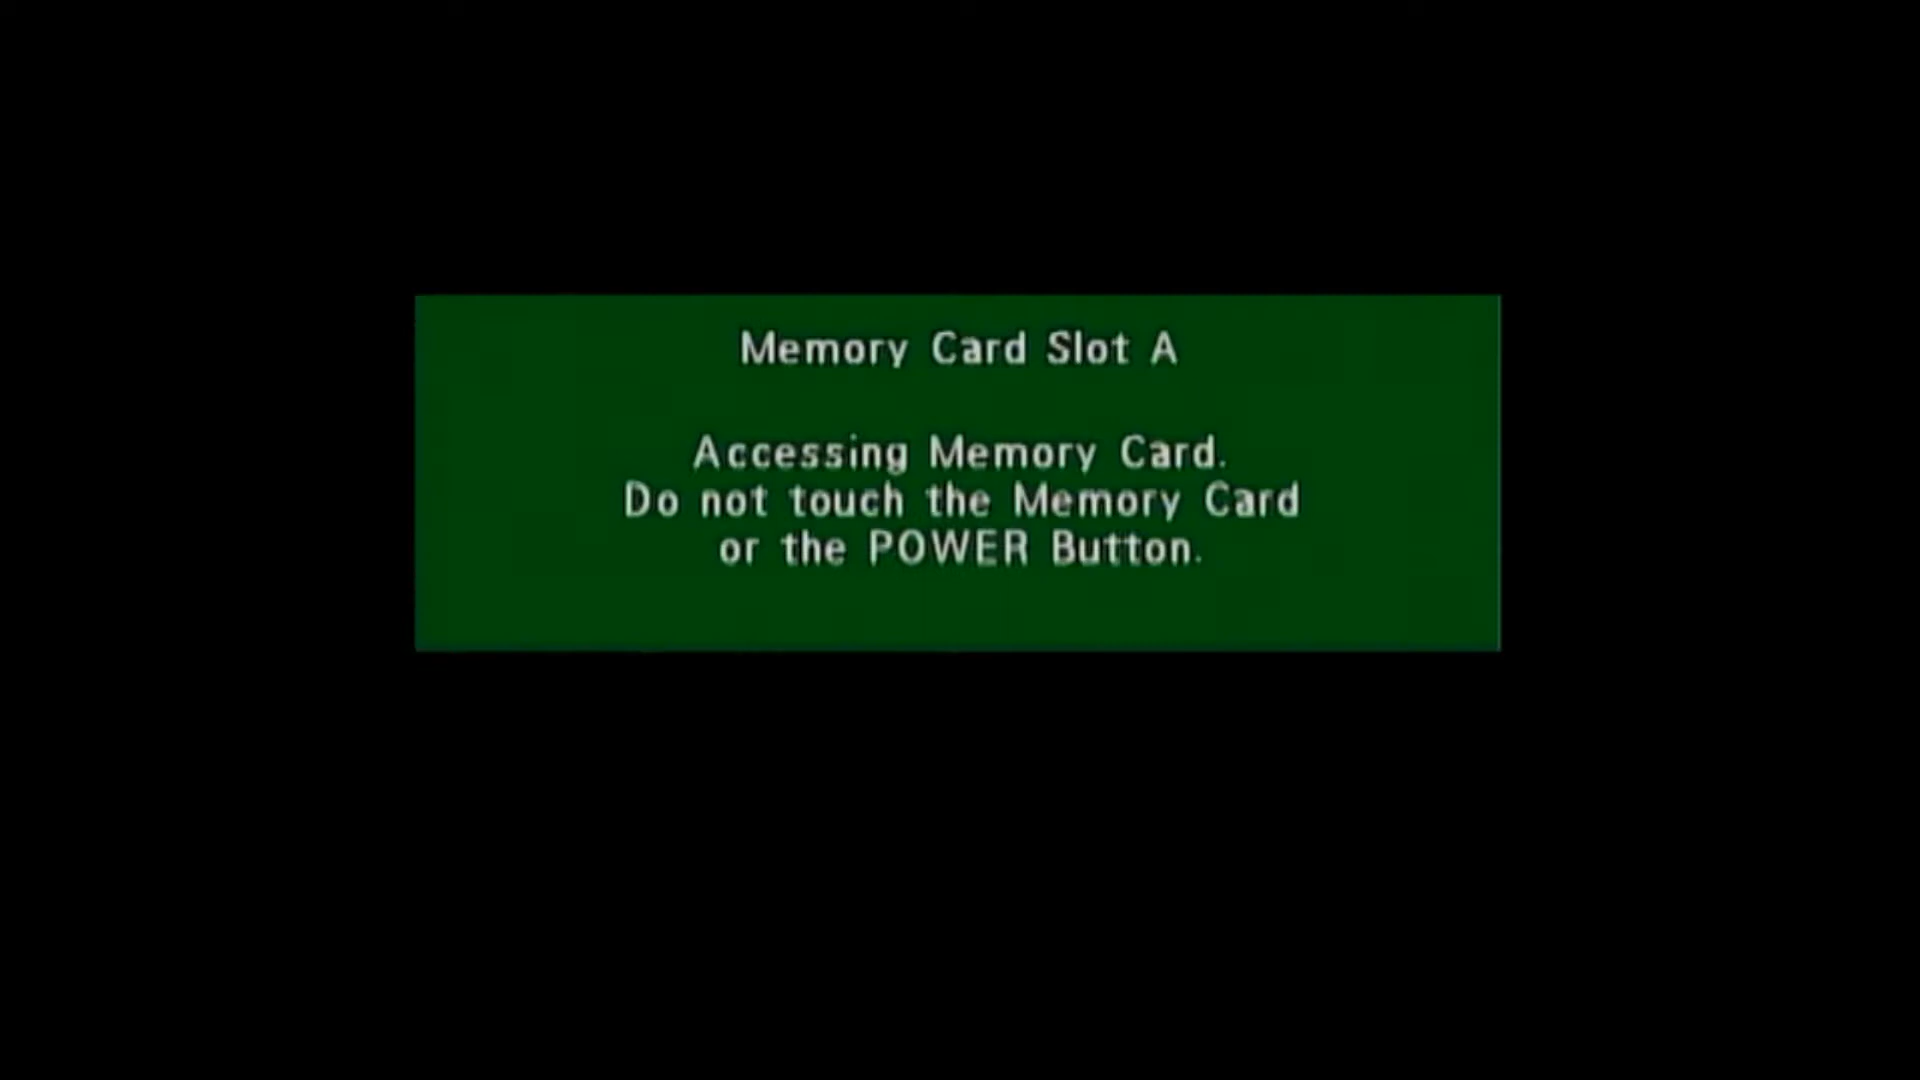 Memory Card Slot A
Accessing Memory Card.
Do not touch the Memory Card
or the POWER Button.